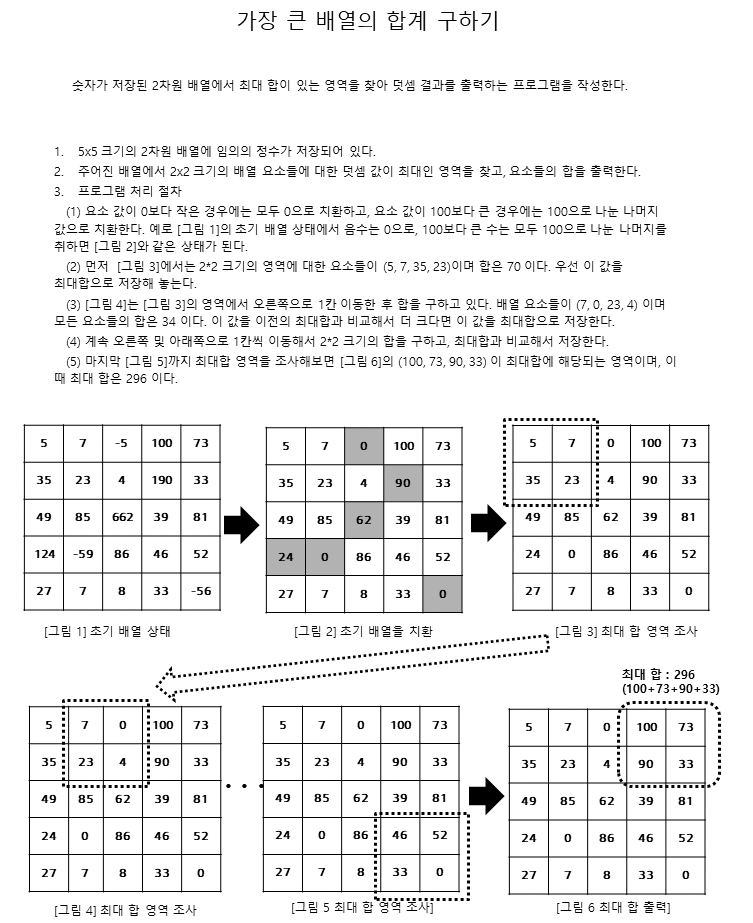 가장 큰 배열의 합계 구하기
숫자가 저장된 2차원 배열에서 최대 합이 있는 영역을 찾아 덧셈 결과를 출력하는 프로그램을 작성한다.
1. 5x5 크기의 2차원 배열에 임의의 정수가 저장되어 있다.
2. 주어진 배열에서 2x2 크기의 배열 요소들에 대한 덧셈 값이 최대인 영역을 찾고, 요소들의 합을 출력한다.
3. 프로그램 처리 절차
(1) 요소 값이 0보다 작은 경우에는 모두 0으로 치환하고, 요소 값이 100보다 큰 경우에는 100으로 나눈 나머지
값으로 치환한다. 예로 [그림 1]의 초기 배열 상태에서 음수는 0으로, 100보다 큰 수는 모두 100으로 나눈 나머지를
취하면 [그림 2]와 같은 상태가 된다.
(2) 먼저 [그림 3]에서는 2*2 크기의 영역에 대한 요소들이 (5, 7, 35, 23)이며 합은 70 이다. 우선 이 값을
최대합으로 저장해 놓는다.
(3) [그림 4]는 [그림 3]의 영역에서 오른쪽으로 1칸 이동한 후 합을 구하고 있다. 배열 요소들이 (7, 0, 23, 4) 이며
모든 요소들의 합은 34 이다. 이 값을 이전의 최대합과 비교해서 더 크다면 이 값을 최대합으로 저장한다.
(4) 계속 오른쪽 및 아래쪽으로 1칸씩 이동해서 2*2 크기의 합을 구하고, 최대합과 비교해서 저장한다.
(5) 마지막 [그림 5]까지 최대합 영역을 조사해보면 [그림 6]의 (100, 73, 90, 33) 이 최대합에 해당되는 영역이며, 이
때 최대 합은 296 이다.
5 7 -5 100 73
35 23 4 190 33
49 85 662 39 81
124 -59 86 46 52
27 7 8 33 -56
[그림 1] 초기 배열 상태
5 7 0 100 73
35 23 4 90 33
49 85 62 39 81
24 0 86 46 52
27 7 8 33 0
[그림 2] 초기 배열을 치환
5 7 0 100 73
35 23 4 90 33
49 85 62 39 81
24 0 86 46 52
27 7 8 33 0
[그림 3] 최대 합 영역 조사
5 7 0 100 73
35 23 4 90 33
49 85 62 39 81
24 0 86 46 52
27 7 8 33 0
[그림 4] 최대 합 영역 조사
5 7 0 100 73
35 23 4 90 33
49 85 62 39 81
24 0 86 46 52
27 7 8 33 0
[그림 5 최대 합 영역 조사]
최대 합 : 296
(100+73+90+33)
5 7 0 100 73
35 23 4 90 33
49 85 62 39 81
24 0 86 46 52
27 7 8 33 0
[그림 6 최대 합 출력]